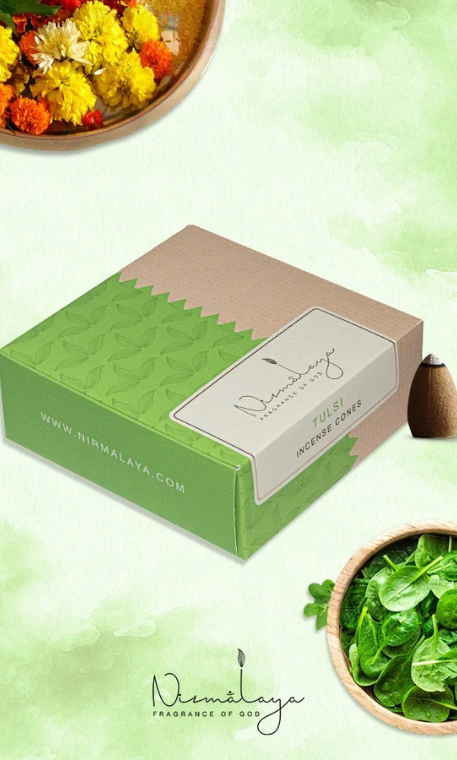 Nirmalaya
FRAGRANCE OF GOD
TULSI
INCENSE CONES
WWW.NIRMALAYA.COM
Nirmalaya
FRAGRANCE OF GOD